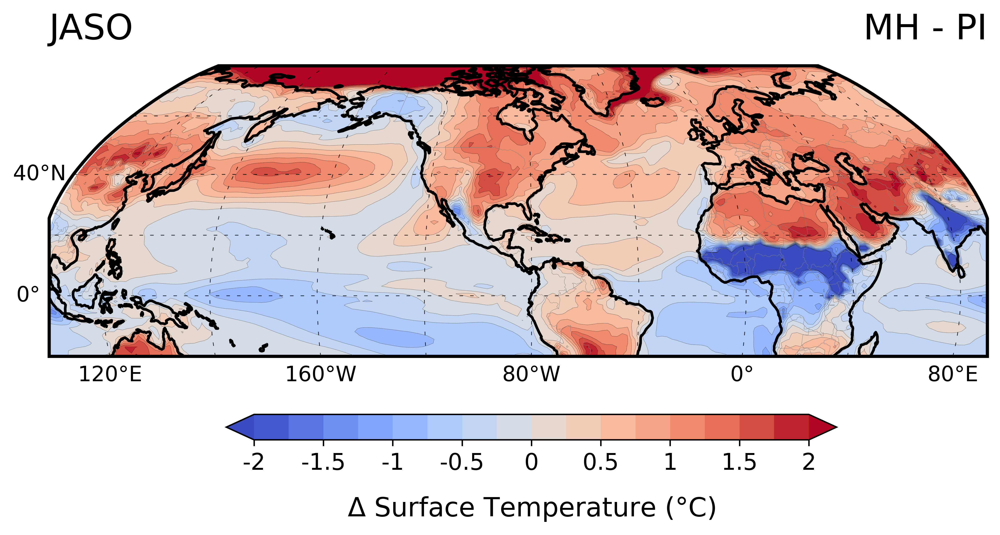 JASO MH - PI
40°N
0°
120°E 160°W 80°W 0° 80°E
-2 -1.5 -1 -0.5 0 0.5 1 1.5 2
Δ Surface Temperature (°C)